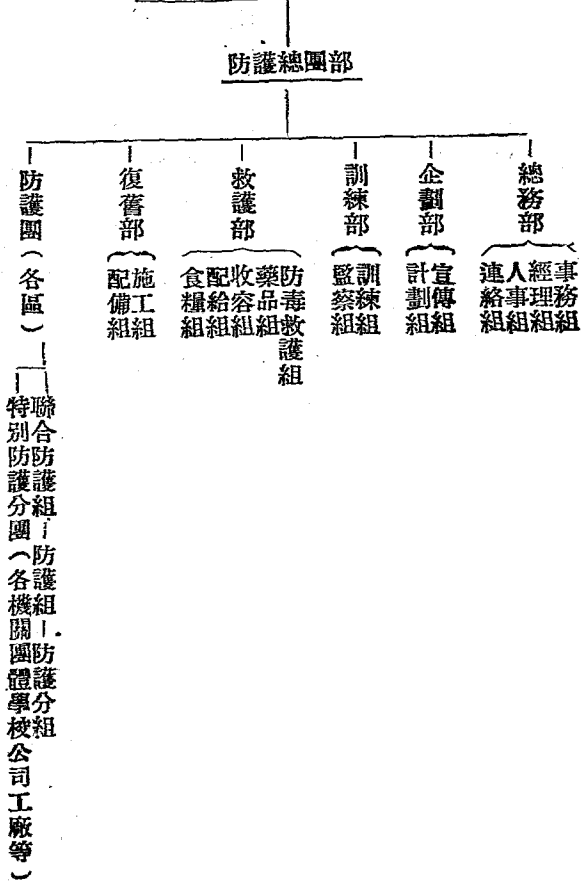 防護總團部
總務部
事務組
經理組
人事組
連絡組
企劃部
宣傳組
計劃組
訓練部
訓練組
監察組
救護部
防毒救護組
藥品組
收容組
配給組
食糧組
復舊部
施工組
配備組
防護團(各區)
聯合防護組-防護組-防護分組
特別防護分團(各機關團體學校公司工廠等)